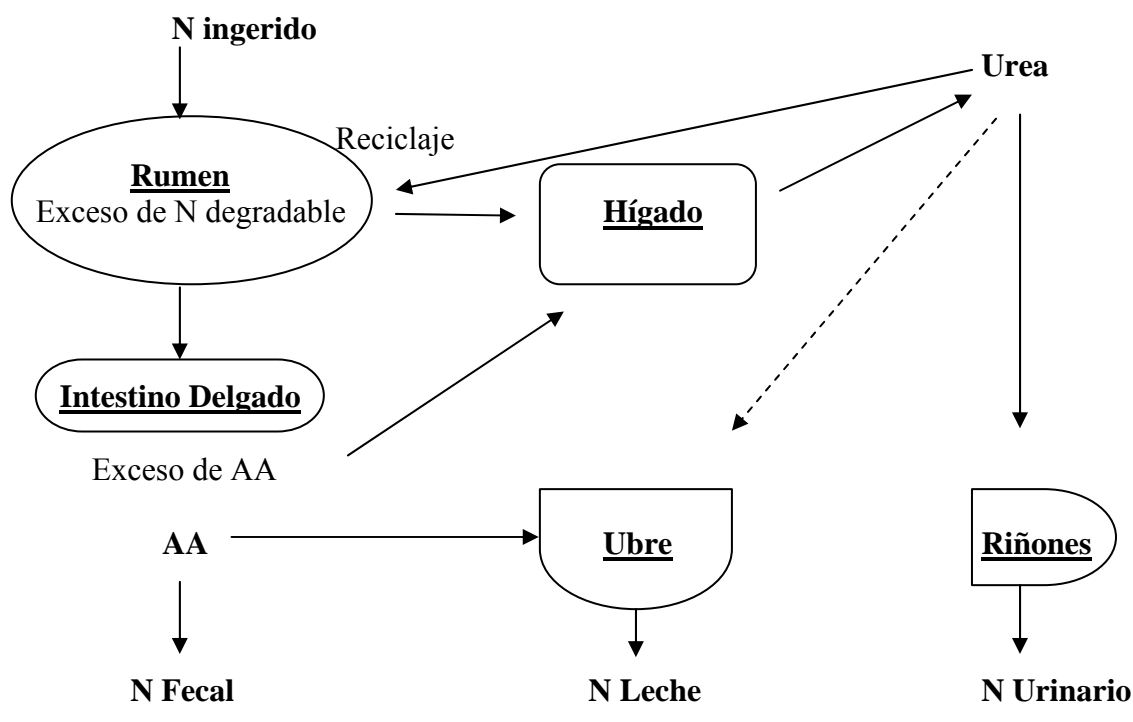 N ingerido
Urea
Reciclaje
Rumen
Exceso de N degradable
Hígado
Intestino Delgado
Exceso de AA
AA
Ubre
Riñones
N Fecal
N Leche
N Urinario